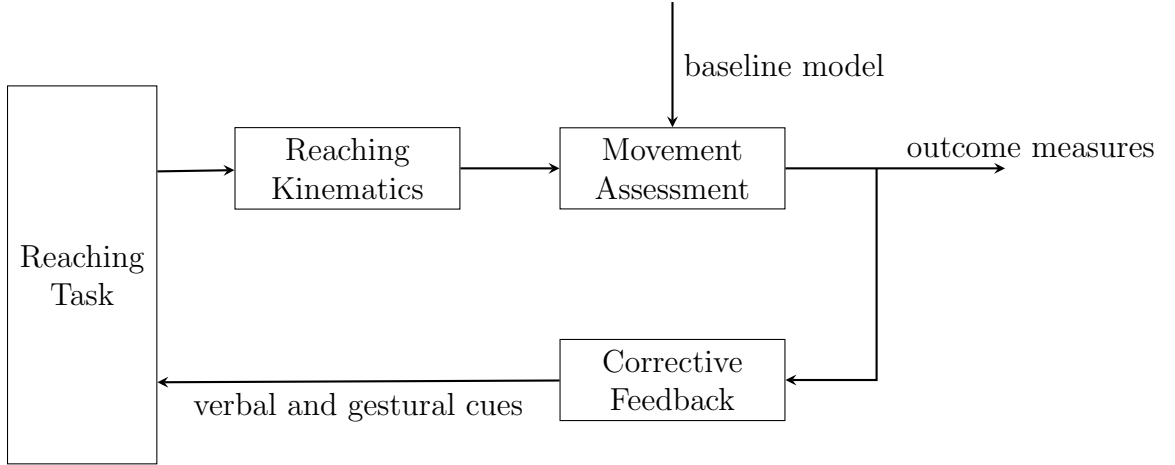 baseline model
Reaching
Kinematics
Movement
Assessment
outcome measures
Reaching
Task
Corrective
Feedback
verbal and gestural cues